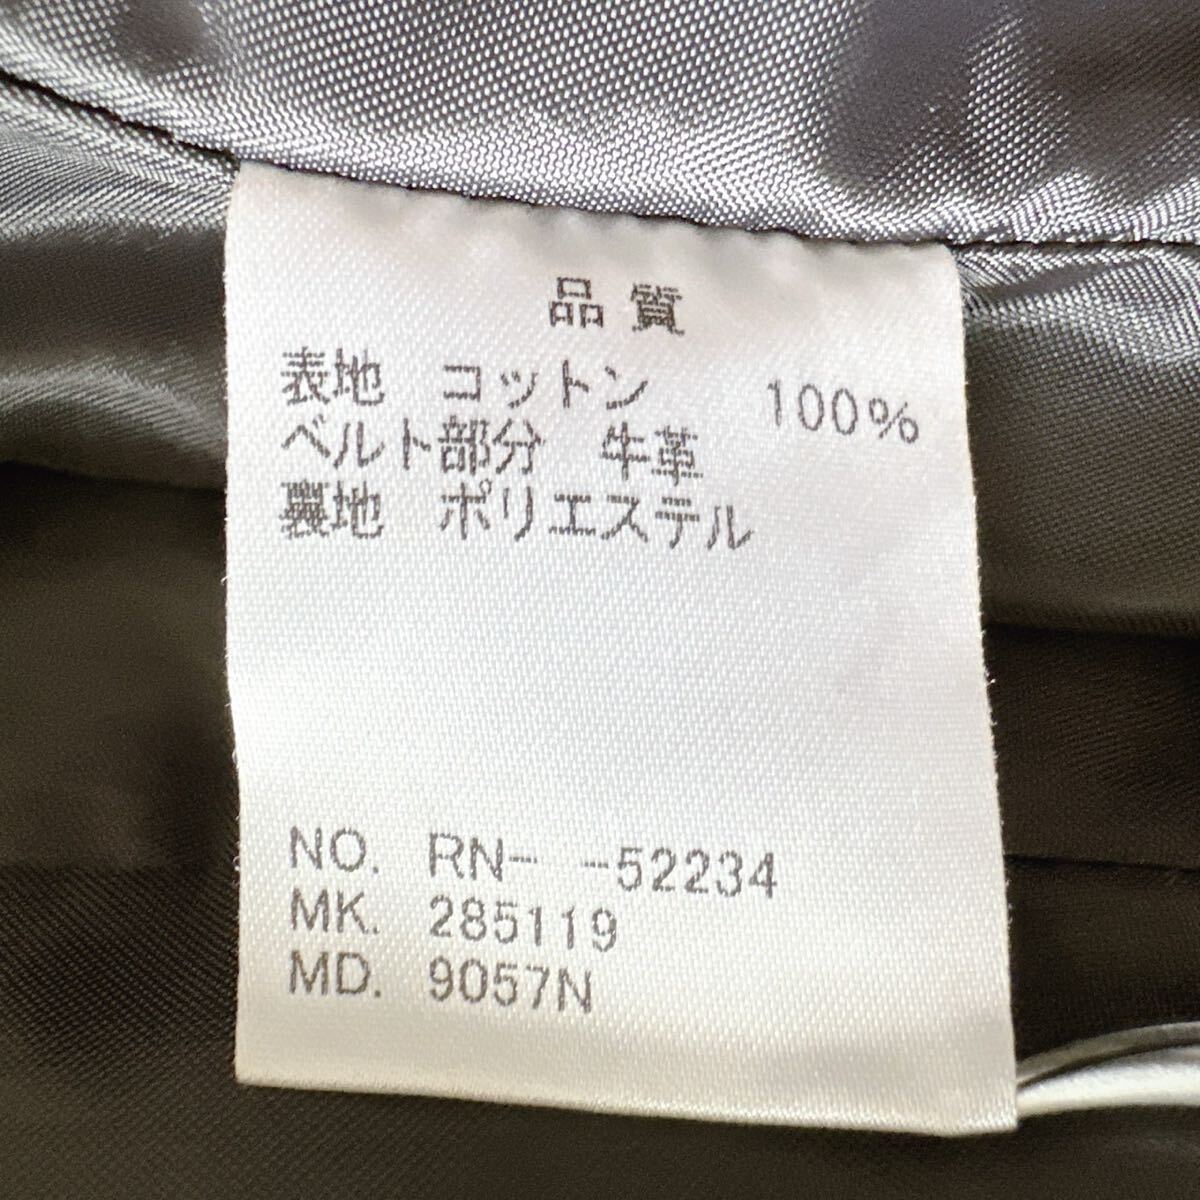 品質
表地 コットン 100%
ベルト部分 牛革
裏地 ポリエステル
NO. RN- -52234
MK. 285119
MD. 9057N